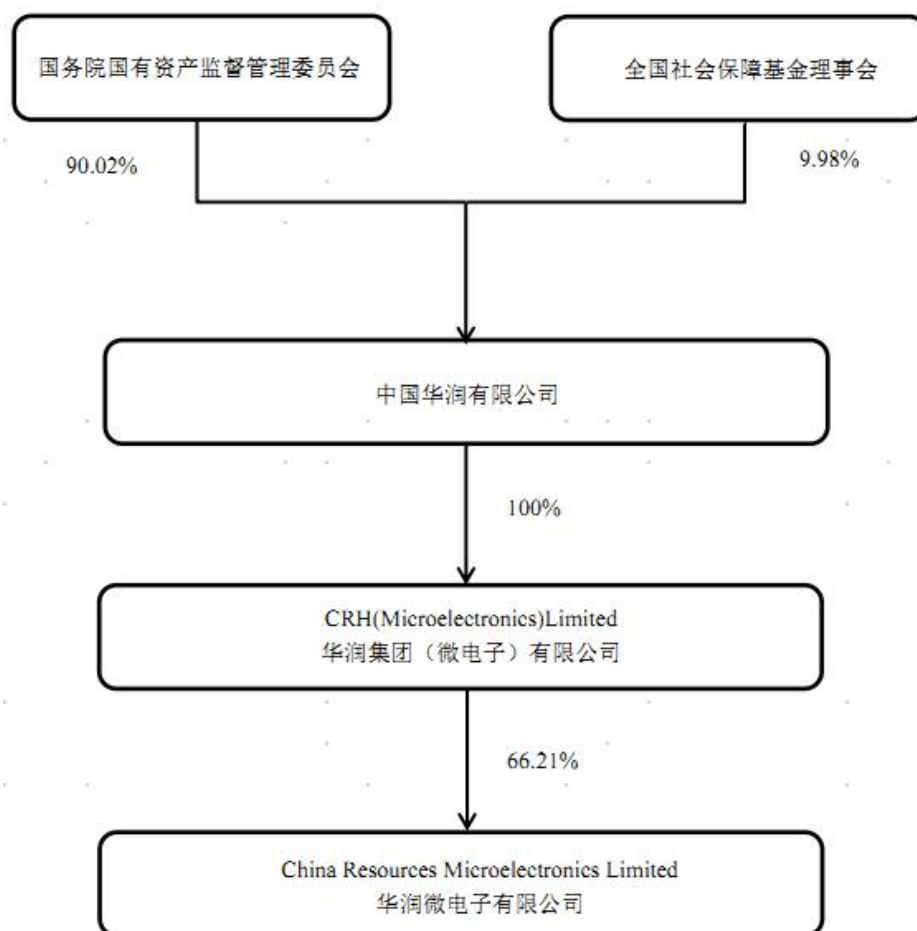 国务院国有资产监督管理委员会
全国社会保障基金理事会
90.02%
9.98%
中国华润有限公司
100%
CRH(Microelectronics)Limited
华润集团（微电子）有限公司
66.21%
China Resources Microelectronics Limited
华润微电子有限公司